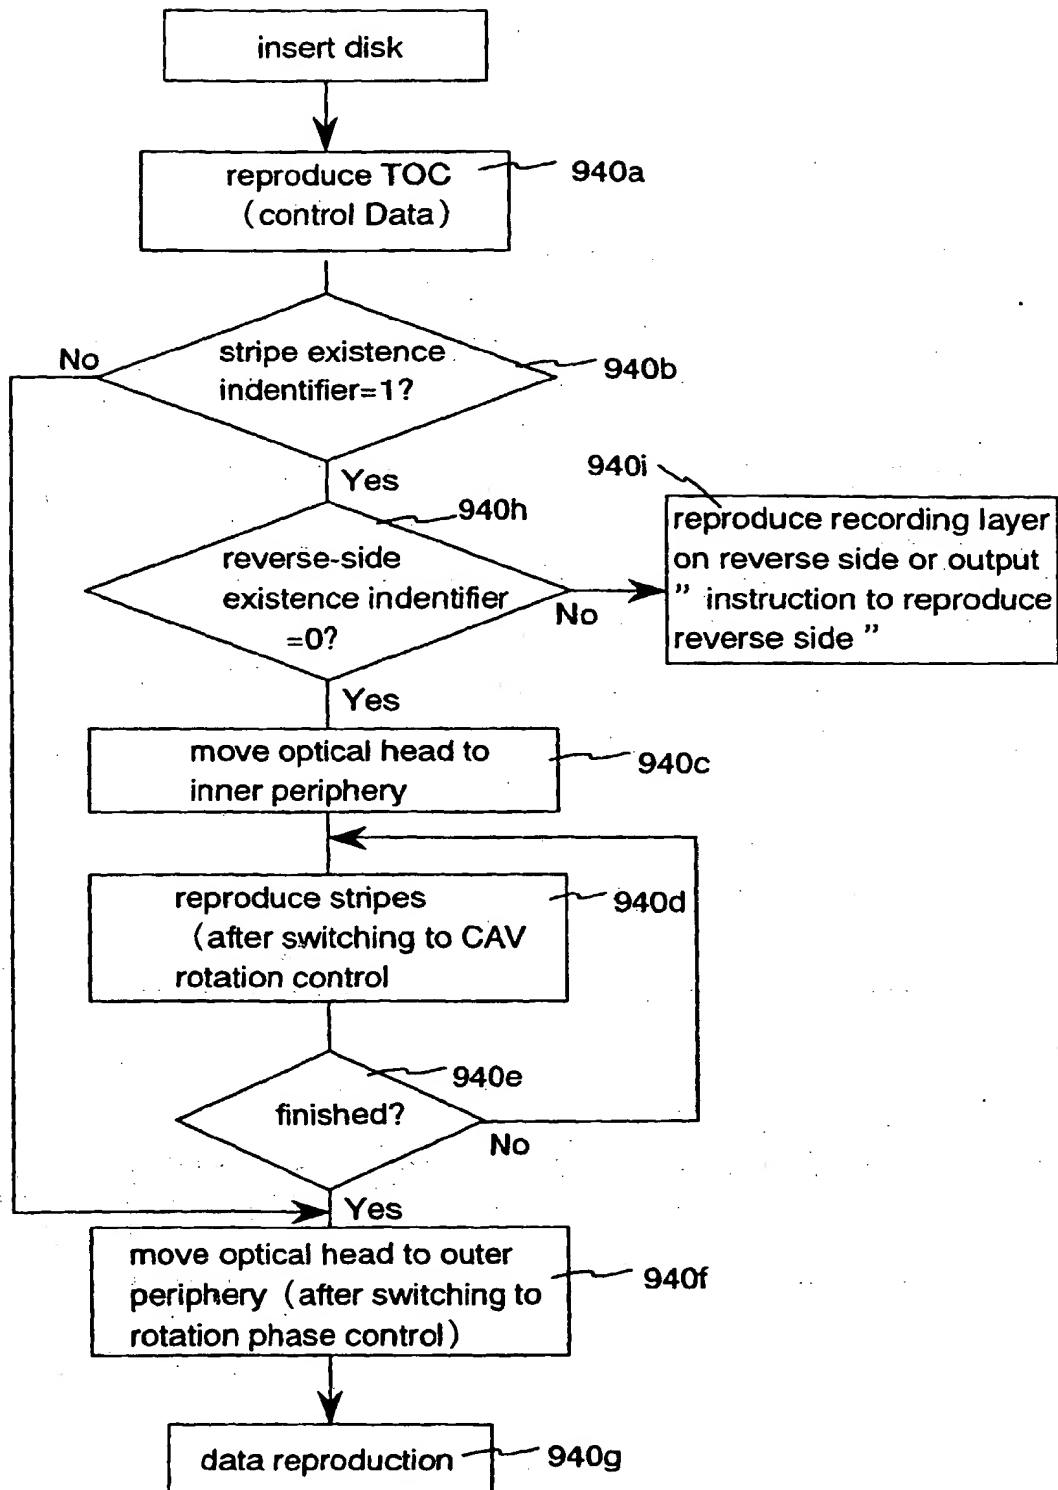 insert disk
reproduce TOC
(control Data)
940a
No
stripe existence
indentifier=1?
940b
Yes
940h
940i
reverse-side
existence indentifier
=0?
No
reproduce recording layer
on reverse side or output
" instruction to reproduce
reverse side "
Yes
move optical head to
inner periphery
940c
reproduce stripes
(after switching to CAV
rotation control
940d
940e
finished?
No
Yes
move optical head to outer
periphery (after switching to
rotation phase control)
940f
data reproduction
940g